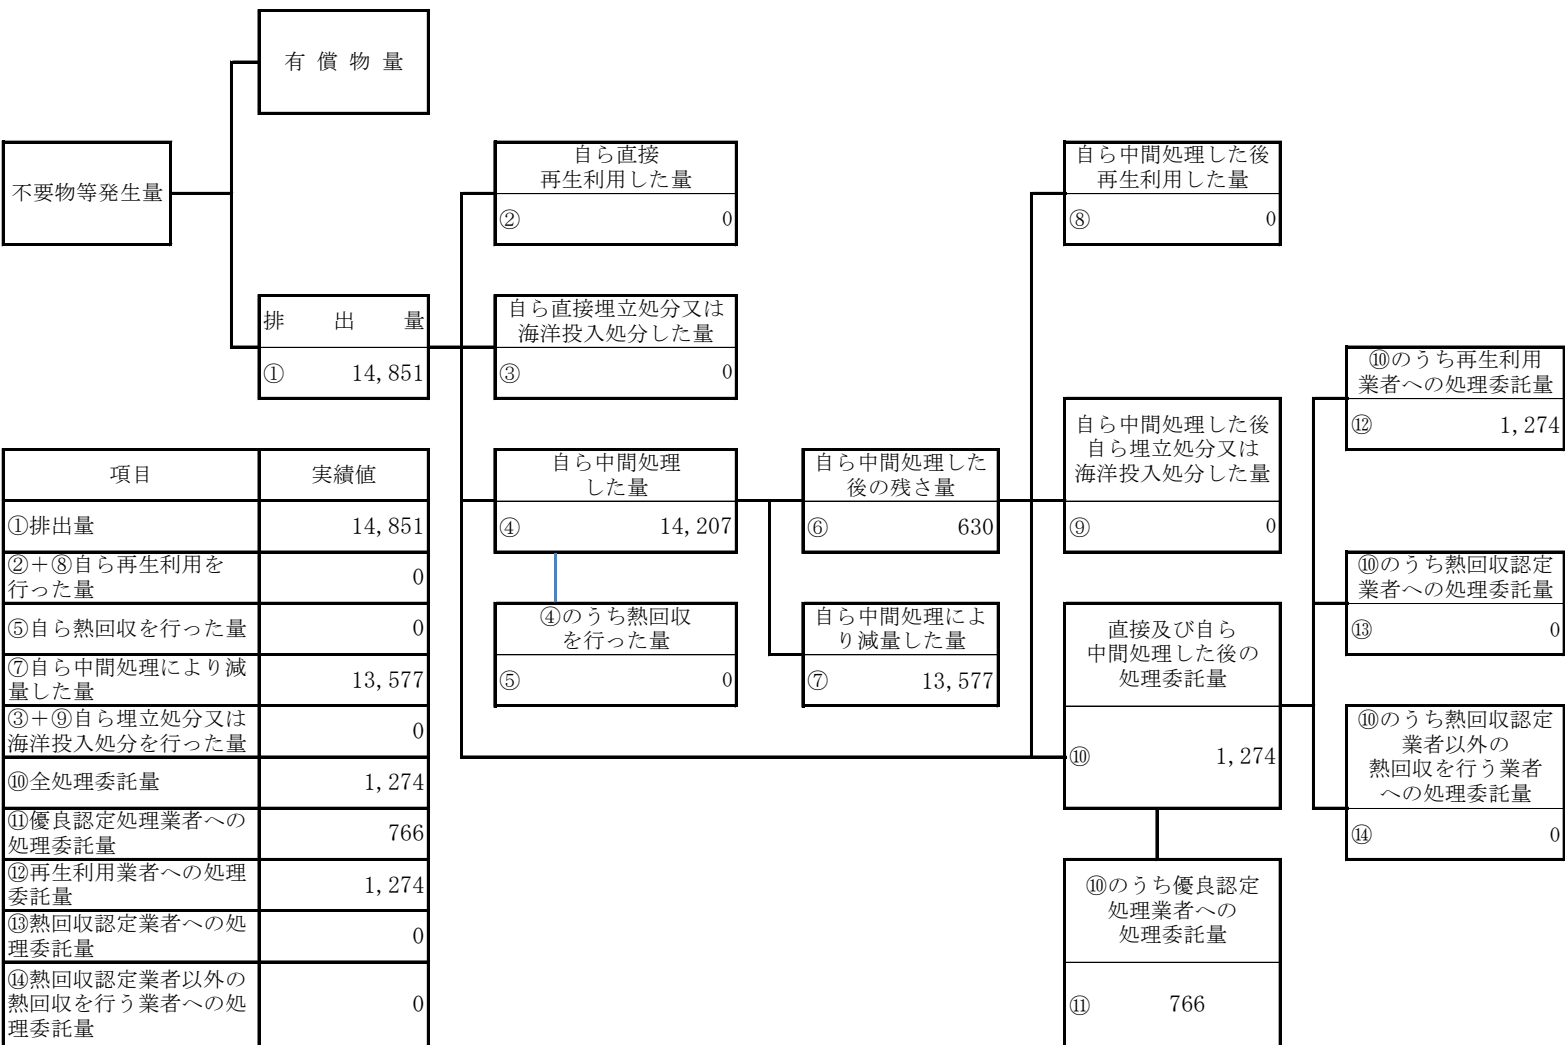 有 償 物 量
不要物等発生量
自ら直接
再生利用した量
② 0
自ら中間処理した後
再生利用した量
⑧ 0
排 出 量
① 14,851
自ら直接埋立処分又は
海洋投入処分した量
③ 0
⑩のうち再生利用
業者への処理委託量
⑫ 1,274
自ら中間処理した後
自ら埋立処分又は
海洋投入処分した量
⑨ 0
自ら中間処理
した量
④ 14,207
自ら中間処理した
後の残さ量
⑥ 630
⑩のうち熱回収認定
業者への処理委託量
⑬ 0
④のうち熱回収
を行った量
⑤ 0
自ら中間処理によ
り減量した量
⑦ 13,577
直接及び自ら
中間処理した後の
処理委託量
⑩ 1,274
⑩のうち熱回収認定
業者以外の
熱回収を行う業者
への処理委託量
⑭ 0
⑩のうち優良認定
処理業者への
処理委託量
⑪ 766
項目 実績値
①排出量 14,851
②+⑧自ら再生利用を
行った量 0
⑤自ら熱回収を行った量 0
⑦自ら中間処理により減
量した量 13,577
③+⑨自ら埋立処分又は
海洋投入処分を行った量 0
⑩全処理委託量 1,274
⑪優良認定処理業者への
処理委託量 766
⑫再生利用業者への処理
委託量 1,274
⑬熱回収認定業者への処
理委託量 0
⑭熱回収認定業者以外の
熱回収を行う業者への処
理委託量 0